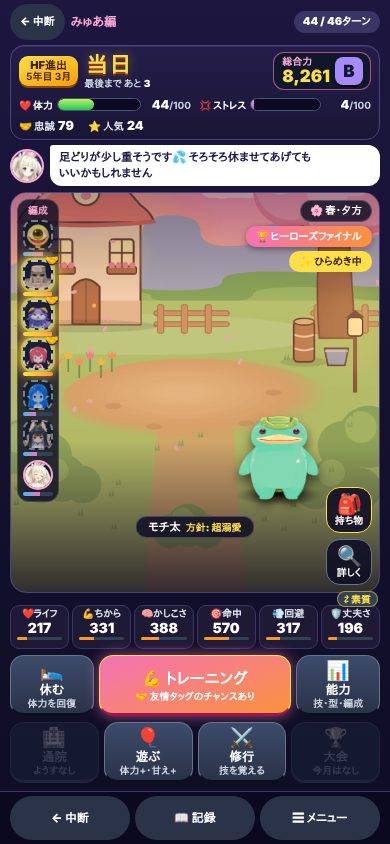 ← 中断
みゅあ編
44 / 46ターン
HF進出
5年目 3月
当日
最後まで あと 3
総合力
8,261
B
体力
44/100
ストレス
4/100
忠誠 79
人気 24
足どりが少し重そうです💦 そろそろ休ませてあげても
いいかもしれません
編成
🌸 春・夕方
🏆 ヒーローズファイナル
✨ ひらめき中
モチ太 方針: 超溺愛
持ち物
詳しく
素質
ライフ
217
ちから
331
かしこさ
388
命中
570
回避
317
丈夫さ
196
休む
体力を回復
トレーニング
友情タッグのチャンスあり
能力
技・型・編成
通院
ようすなし
遊ぶ
体力+・甘え+
修行
技を覚える
大会
今月はなし
← 中断
記録
☰ メニュー